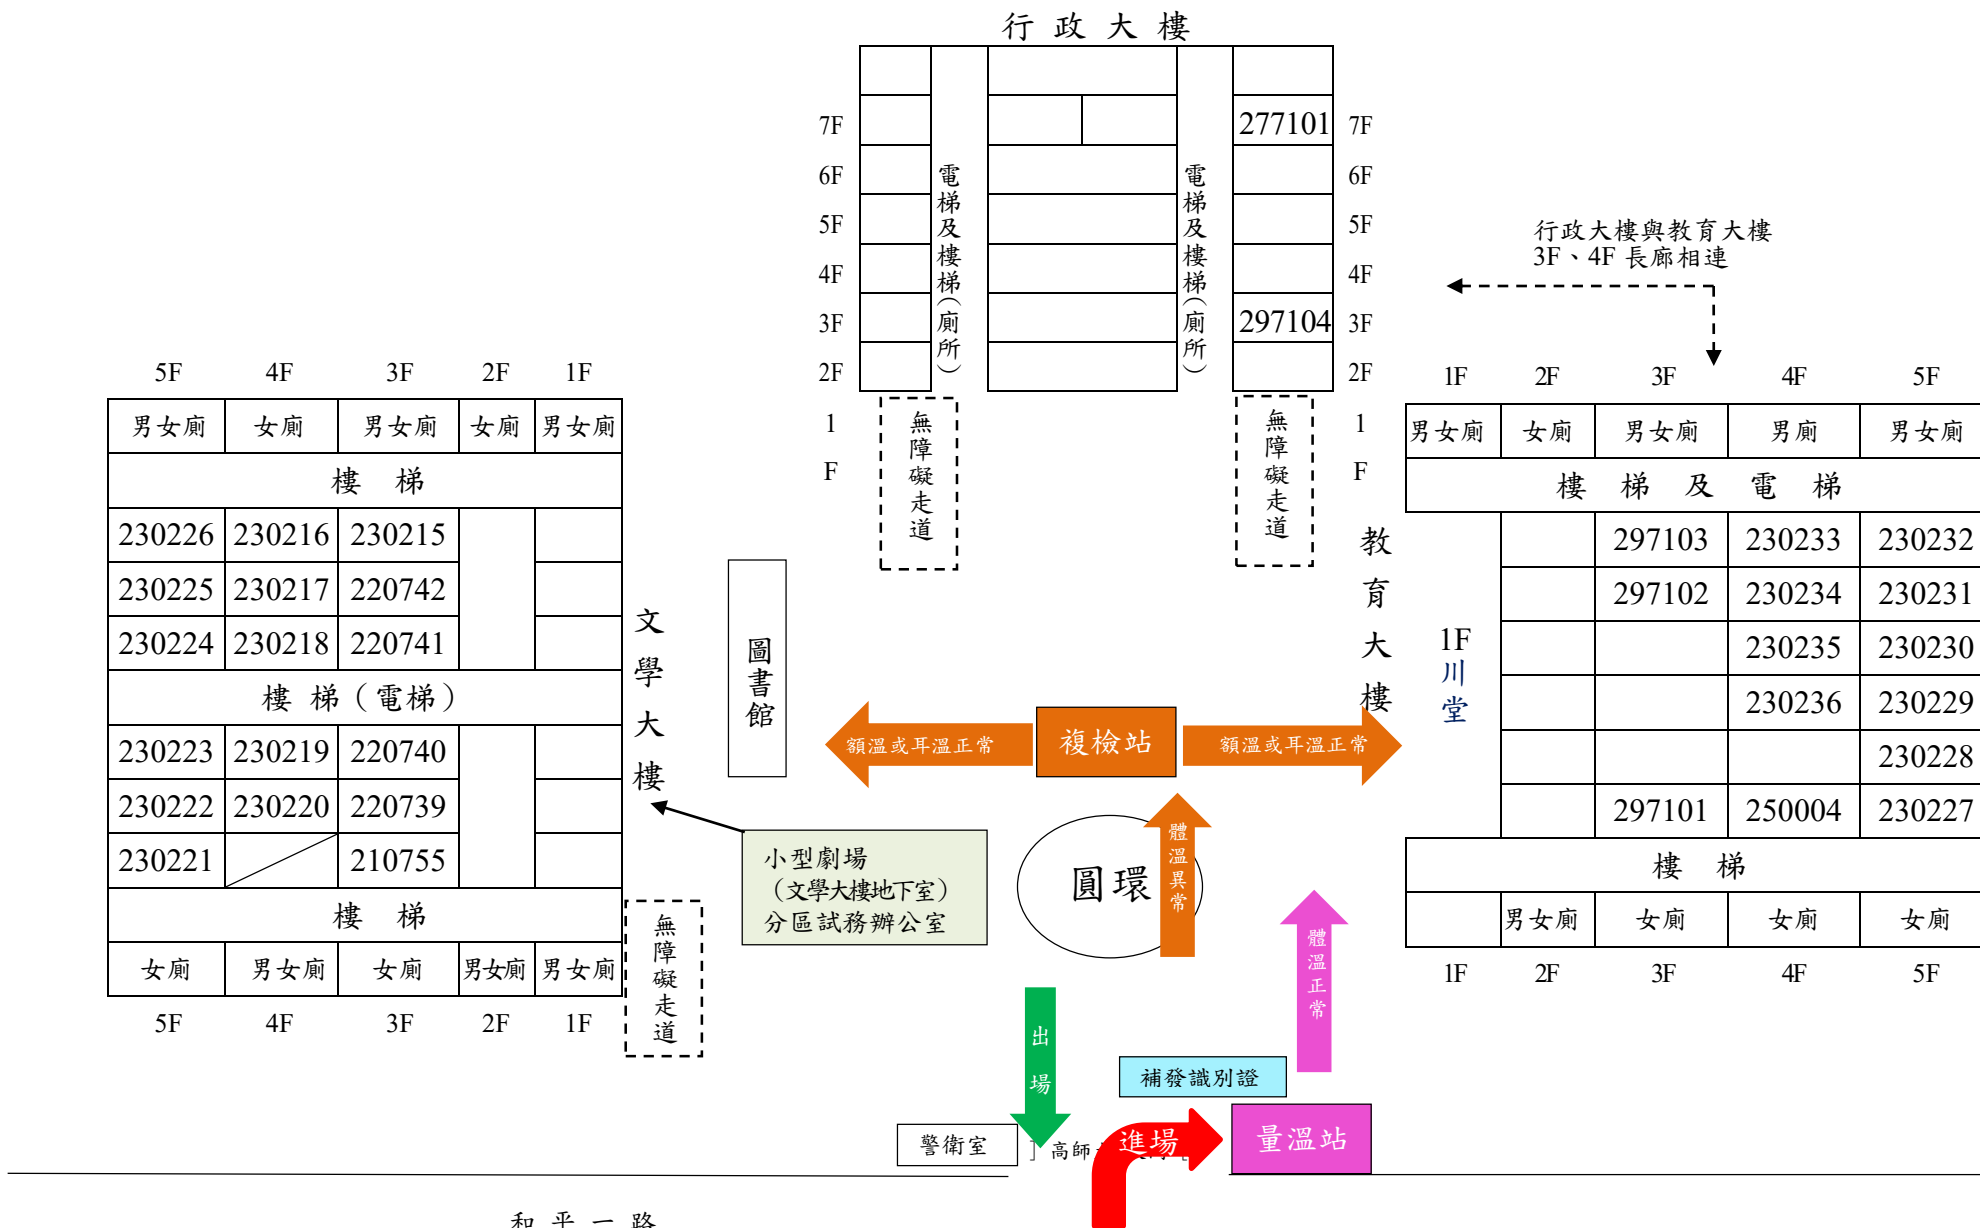 行政大樓
277101
297104
7F
6F
5F
4F
3F
2F
1
F
電梯及樓梯(廁所)
電梯及樓梯(廁所)
7F
6F
5F
4F
3F
2F
1
F
無障礙走道
無障礙走道
行政大樓與教育大樓
3F、4F 長廊相連
5F 4F 3F 2F 1F
男女廁 女廁 男女廁 女廁 男女廁
樓 梯
230226 230216 230215
230225 230217 220742
230224 230218 220741
樓 梯(電梯)
230223 230219 220740
230222 230220 220739
230221 210755
樓 梯
女廁 男女廁 女廁 男女廁 男女廁
5F 4F 3F 2F 1F
文學大樓
無障礙走道
圖書館
額溫或耳溫正常
複檢站
額溫或耳溫正常
小型劇場
(文學大樓地下室)
分區試務辦公室
圓環
體溫異常
體溫正常
出場
補發識別證
警衛室
] 高師
進場
量溫站
和平一路
教育大樓
1F 2F 3F 4F 5F
男女廁 女廁 男女廁 男廁 男女廁
樓 梯 及 電 梯
1F
川堂
297103 230233 230232
297102 230234 230231
230235 230230
230236 230229
230228
297101 250004 230227
樓 梯
男女廁 女廁 女廁 女廁
1F 2F 3F 4F 5F